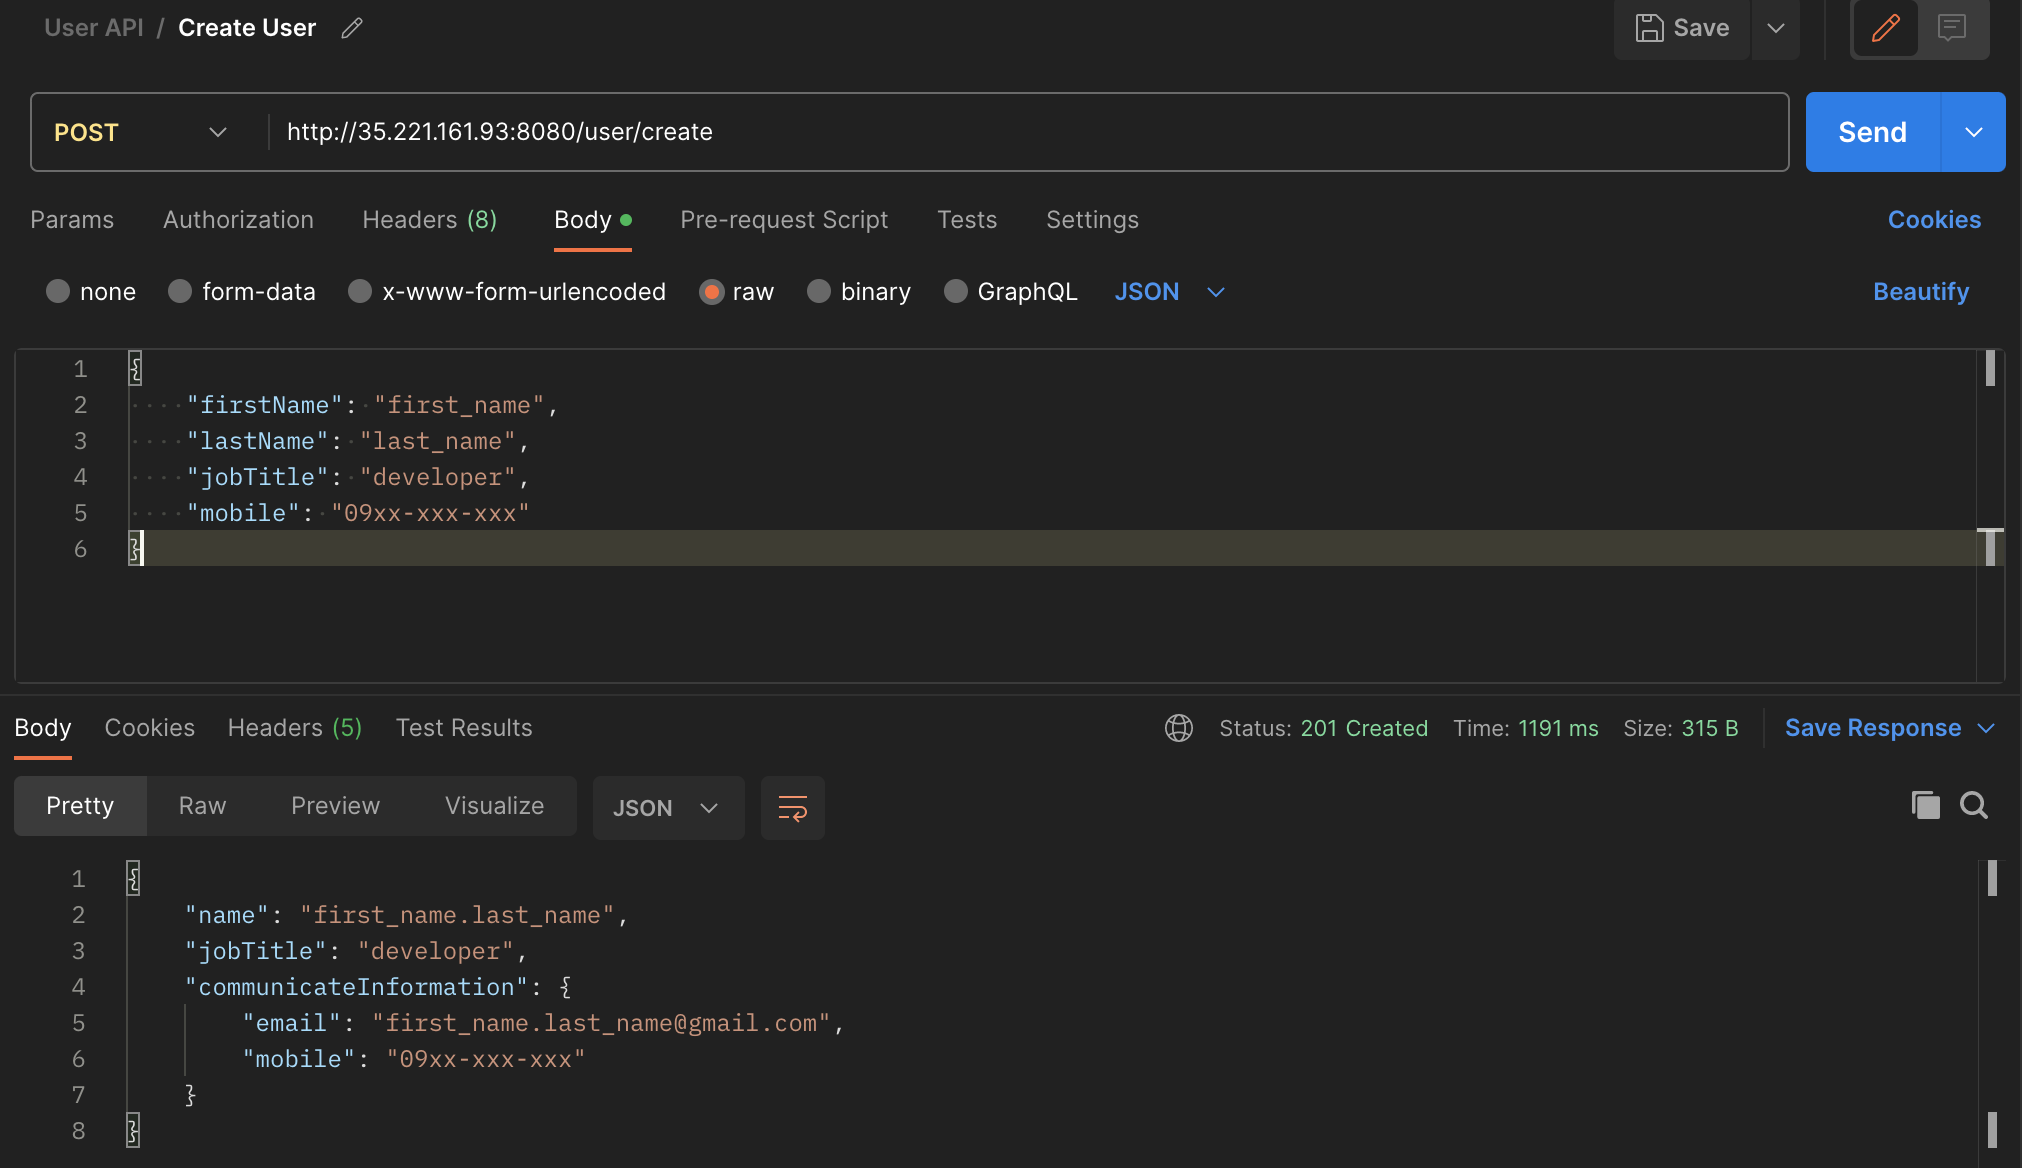 User API / Create User
Save
POST http://35.221.161.93:8080/user/create
Send
Params Authorization Headers (8) Body Pre-request Script Tests Settings Cookies
none form-data x-www-form-urlencoded raw binary GraphQL JSON Beautify
1 {
2 "firstName": "first_name",
3 "lastName": "last_name",
4 "jobTitle": "developer",
5 "mobile": "09xx-xxx-xxx"
6 }
Body Cookies Headers (5) Test Results Status: 201 Created Time: 1191 ms Size: 315 B Save Response
Pretty Raw Preview Visualize JSON
1 {
2 "name": "first_name.last_name",
3 "jobTitle": "developer",
4 "communicateInformation": {
5 "email": "first_name.last_name@gmail.com",
6 "mobile": "09xx-xxx-xxx"
7 }
8 }